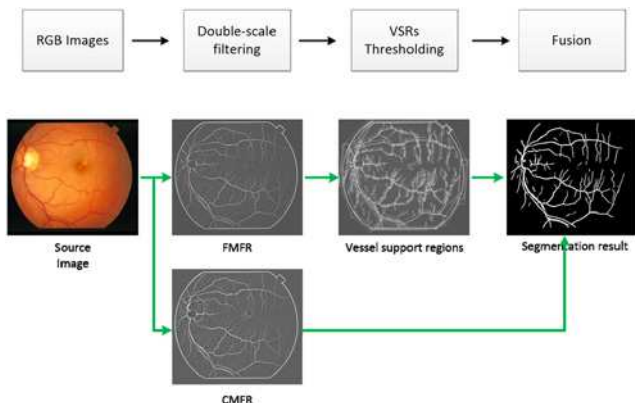 RGB Images
Double-scale
filtering
VSRs
Thresholding
Fusion
Source
Image
FMFR
Vessel support regions
Segmentation result
CMFR